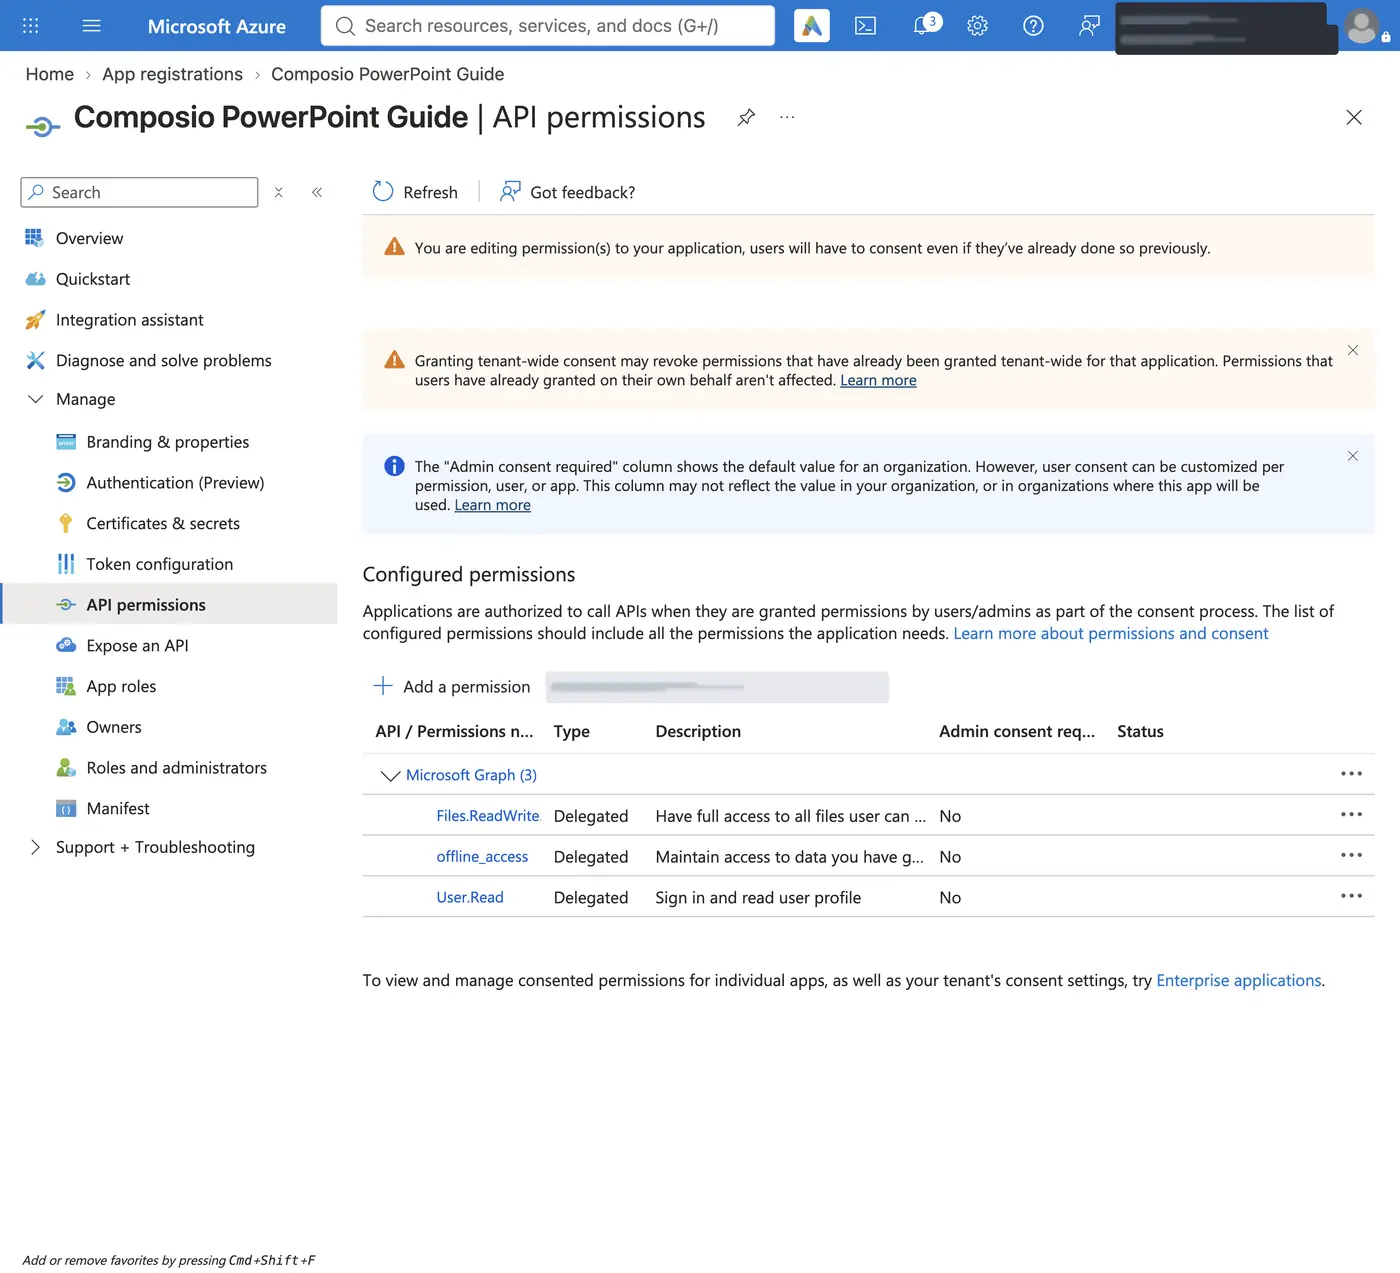 Microsoft Azure
Search resources, services, and docs (G+/)
3
Home › App registrations › Composio PowerPoint Guide
Composio PowerPoint Guide | API permissions
Search
Refresh
Got feedback?
Overview
Quickstart
Integration assistant
Diagnose and solve problems
Manage
Branding & properties
Authentication (Preview)
Certificates & secrets
Token configuration
API permissions
Expose an API
App roles
Owners
Roles and administrators
Manifest
Support + Troubleshooting
You are editing permission(s) to your application, users will have to consent even if they’ve already done so previously.
Granting tenant-wide consent may revoke permissions that have already been granted tenant-wide for that application. Permissions that
users have already granted on their own behalf aren't affected. Learn more
The "Admin consent required" column shows the default value for an organization. However, user consent can be customized per
permission, user, or app. This column may not reflect the value in your organization, or in organizations where this app will be
used. Learn more
Configured permissions
Applications are authorized to call APIs when they are granted permissions by users/admins as part of the consent process. The list of
configured permissions should include all the permissions the application needs. Learn more about permissions and consent
Add a permission
API / Permissions n... Type Description Admin consent req... Status
Microsoft Graph (3)
Files.ReadWrite. Delegated Have full access to all files user can ... No
offline_access Delegated Maintain access to data you have g... No
User.Read Delegated Sign in and read user profile No
To view and manage consented permissions for individual apps, as well as your tenant's consent settings, try Enterprise applications.
Add or remove favorites by pressing Cmd+Shift+F